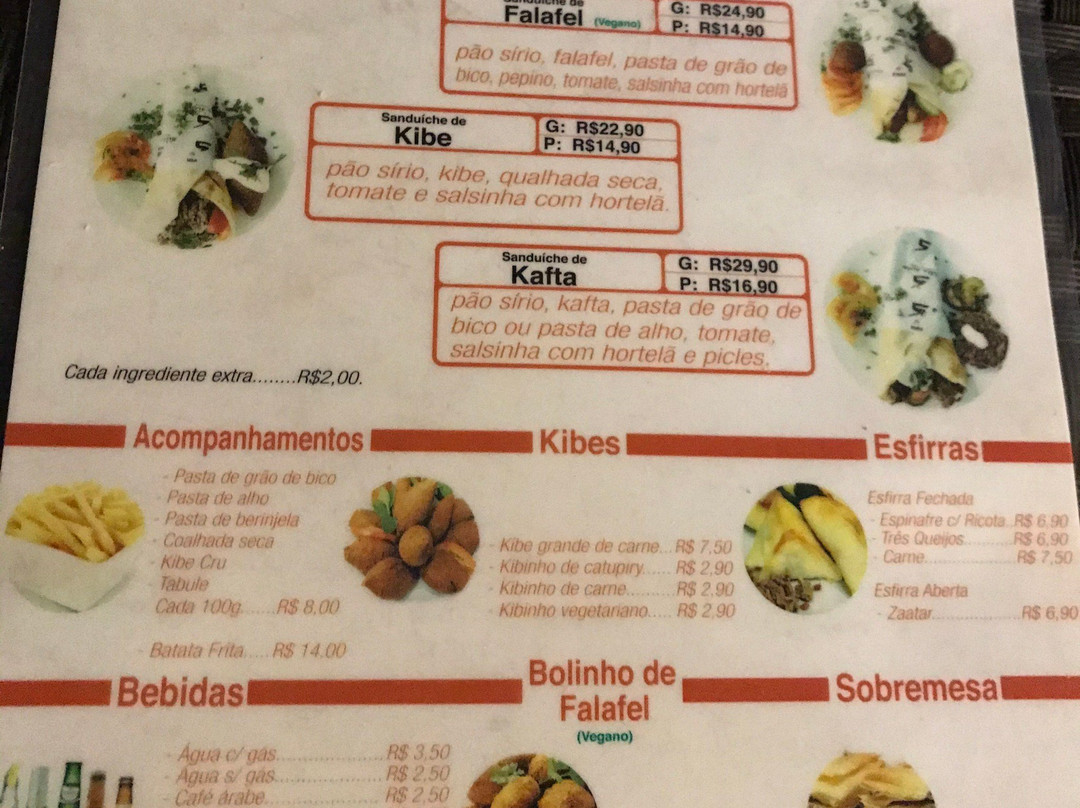 Sanduíche de
Falafel (Vegano)
G: R$24,90
P: R$14,90
pão sírio, falafel, pasta de grão de
bico, pepino, tomate, salsinha com hortelã
Sanduíche de
Kibe
G: R$22,90
P: R$14,90
pão sírio, kibe, qualhada seca,
tomate e salsinha com hortelã.
Sanduíche de
Kafta
G: R$29,90
P: R$16,90
pão sírio, kafta, pasta de grão de
bico ou pasta de alho, tomate,
salsinha com hortelã e picles.
Cada ingrediente extra........R$2,00.
Acompanhamentos
- Pasta de grão de bico
- Pasta de alho
- Pasta de berinjela
- Coalhada seca
- Kibe Cru
- Tabule
Cada 100g......R$ 8,00
- Batata Frita..... R$ 14,00
Kibes
- Kibe grande de carne... R$ 7,50
- Kibinho de catupiry...... R$ 2,90
- Kibinho de carne......... R$ 2,90
- Kibinho vegetariano..... R$ 2,90
Esfirras
Esfirra Fechada
- Espinafre c/ Ricota..R$ 6,90
- Três Queijos...........R$ 6,90
- Carne.....................R$ 7,50
Esfirra Aberta
- Zaatar.....................R$ 6,90
Bebidas
- Água c/ gás....................R$ 3,50
- Água s/ gás....................R$ 2,50
- Café árabe......................R$ 2,50
Bolinho de
Falafel
(Vegano)
Sobremesa